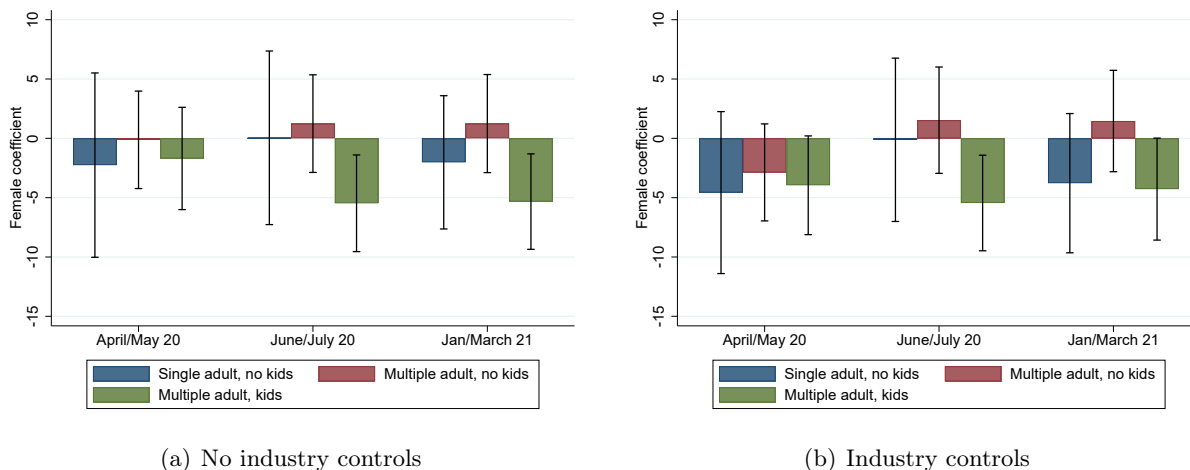 Female coefficient
10
5
0
-5
-10
-15
April/May 20 June/July 20 Jan/March 21
Single adult, no kids Multiple adult, no kids
Multiple adult, kids
(a) No industry controls
Female coefficient
10
5
0
-5
-10
-15
April/May 20 June/July 20 Jan/March 21
Single adult, no kids Multiple adult, no kids
Multiple adult, kids
(b) Industry controls